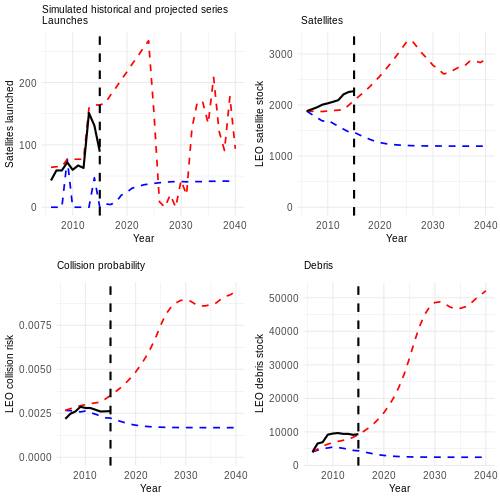 Simulated historical and projected series
Launches
Satellites launched
200
100
0
2010
2020
2030
2040
Year
Satellites
LEO satellite stock
3000
2000
1000
0
2010
2020
2030
2040
Year
Collision probability
LEO collision risk
0.0075
0.0050
0.0025
0.0000
2010
2020
2030
2040
Year
Debris
LEO debris stock
50000
40000
30000
20000
10000
0
2010
2020
2030
2040
Year